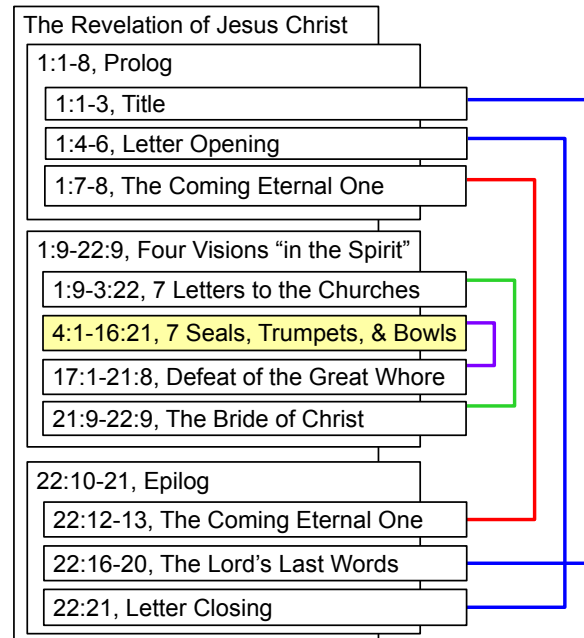 The Revelation of Jesus Christ
1:1-8, Prolog
1:1-3, Title
1:4-6, Letter Opening
1:7-8, The Coming Eternal One
1:9-22:9, Four Visions “in the Spirit”
1:9-3:22, 7 Letters to the Churches
4:1-16:21, 7 Seals, Trumpets, & Bowls
17:1-21:8, Defeat of the Great Whore
21:9-22:9, The Bride of Christ
22:10-21, Epilog
22:12-13, The Coming Eternal One
22:16-20, The Lord’s Last Words
22:21, Letter Closing